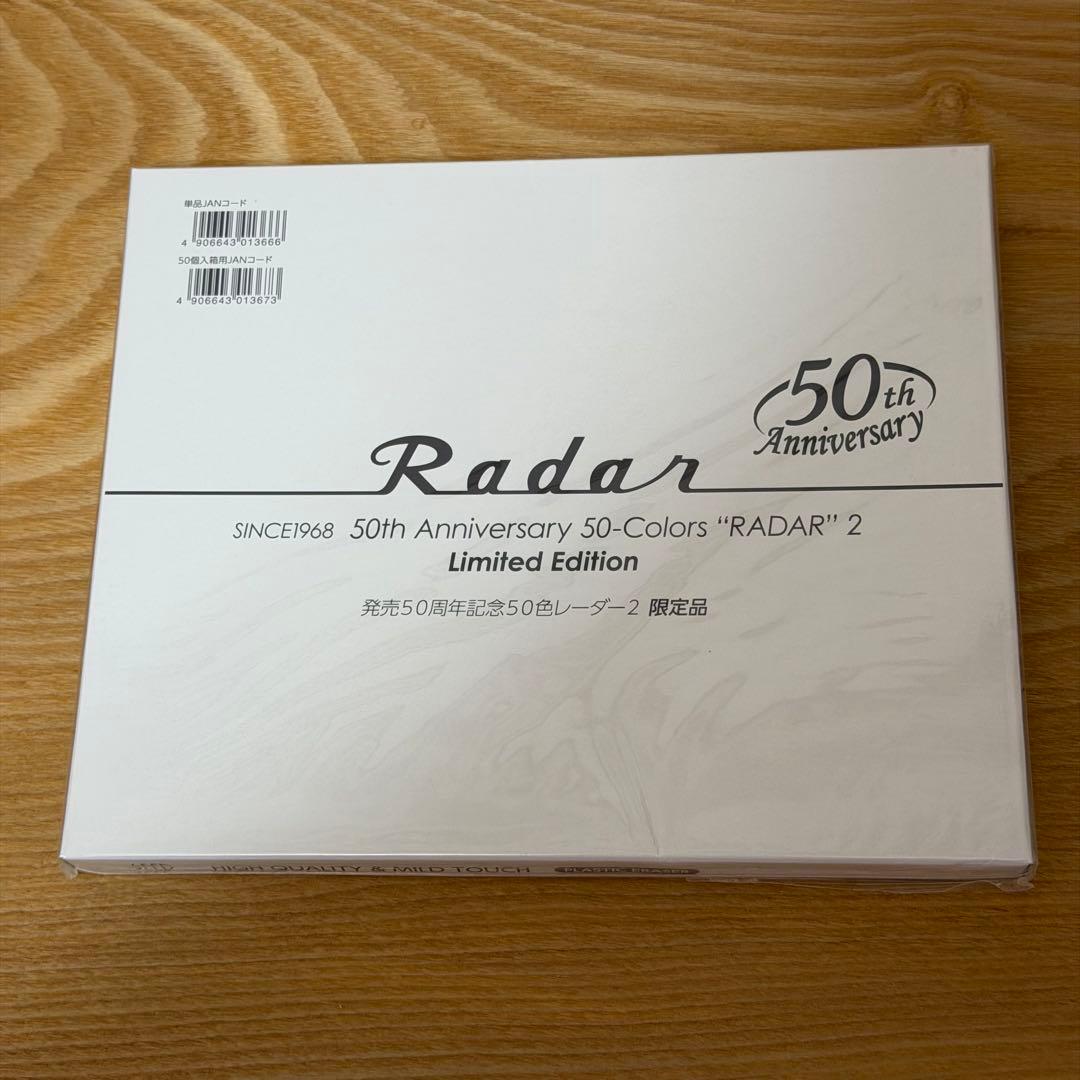 単品JANコード
4 906643 013666
50個入箱用JANコード
4 906643 013673
50th
Anniversary
Radar
SINCE1968 50th Anniversary 50-Colors “RADAR” 2
Limited Edition
発売50周年記念50色レーダー2 限定品
SEED HIGH QUALITY & MILD TOUCH PLASTIC ERASER